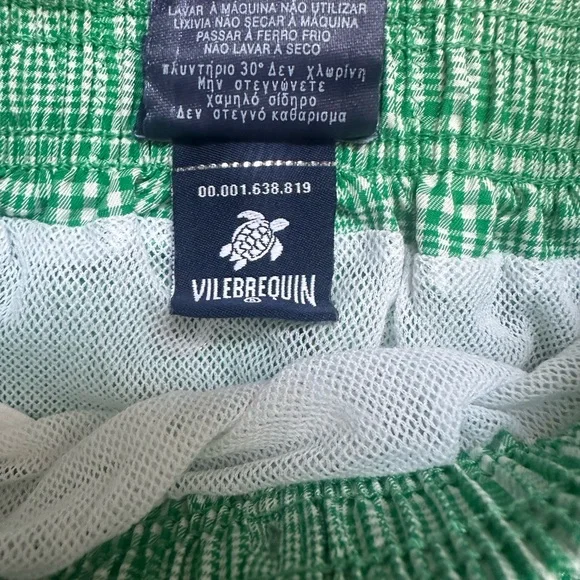 LAVAR À MÁQUINA NÃO UTILIZAR
LIXIVIA NÃO SECAR À MÁQUINA
PASSAR À FERRO FRIO
NÃO LAVAR À SECO
πλυντήριο 30° Δεν χλωρίνη
Μην στεγνώνετε
χαμηλό σίδηρο
Δεν στεγνό καθάρισμα
00.001.638.819
VILEBREQUIN